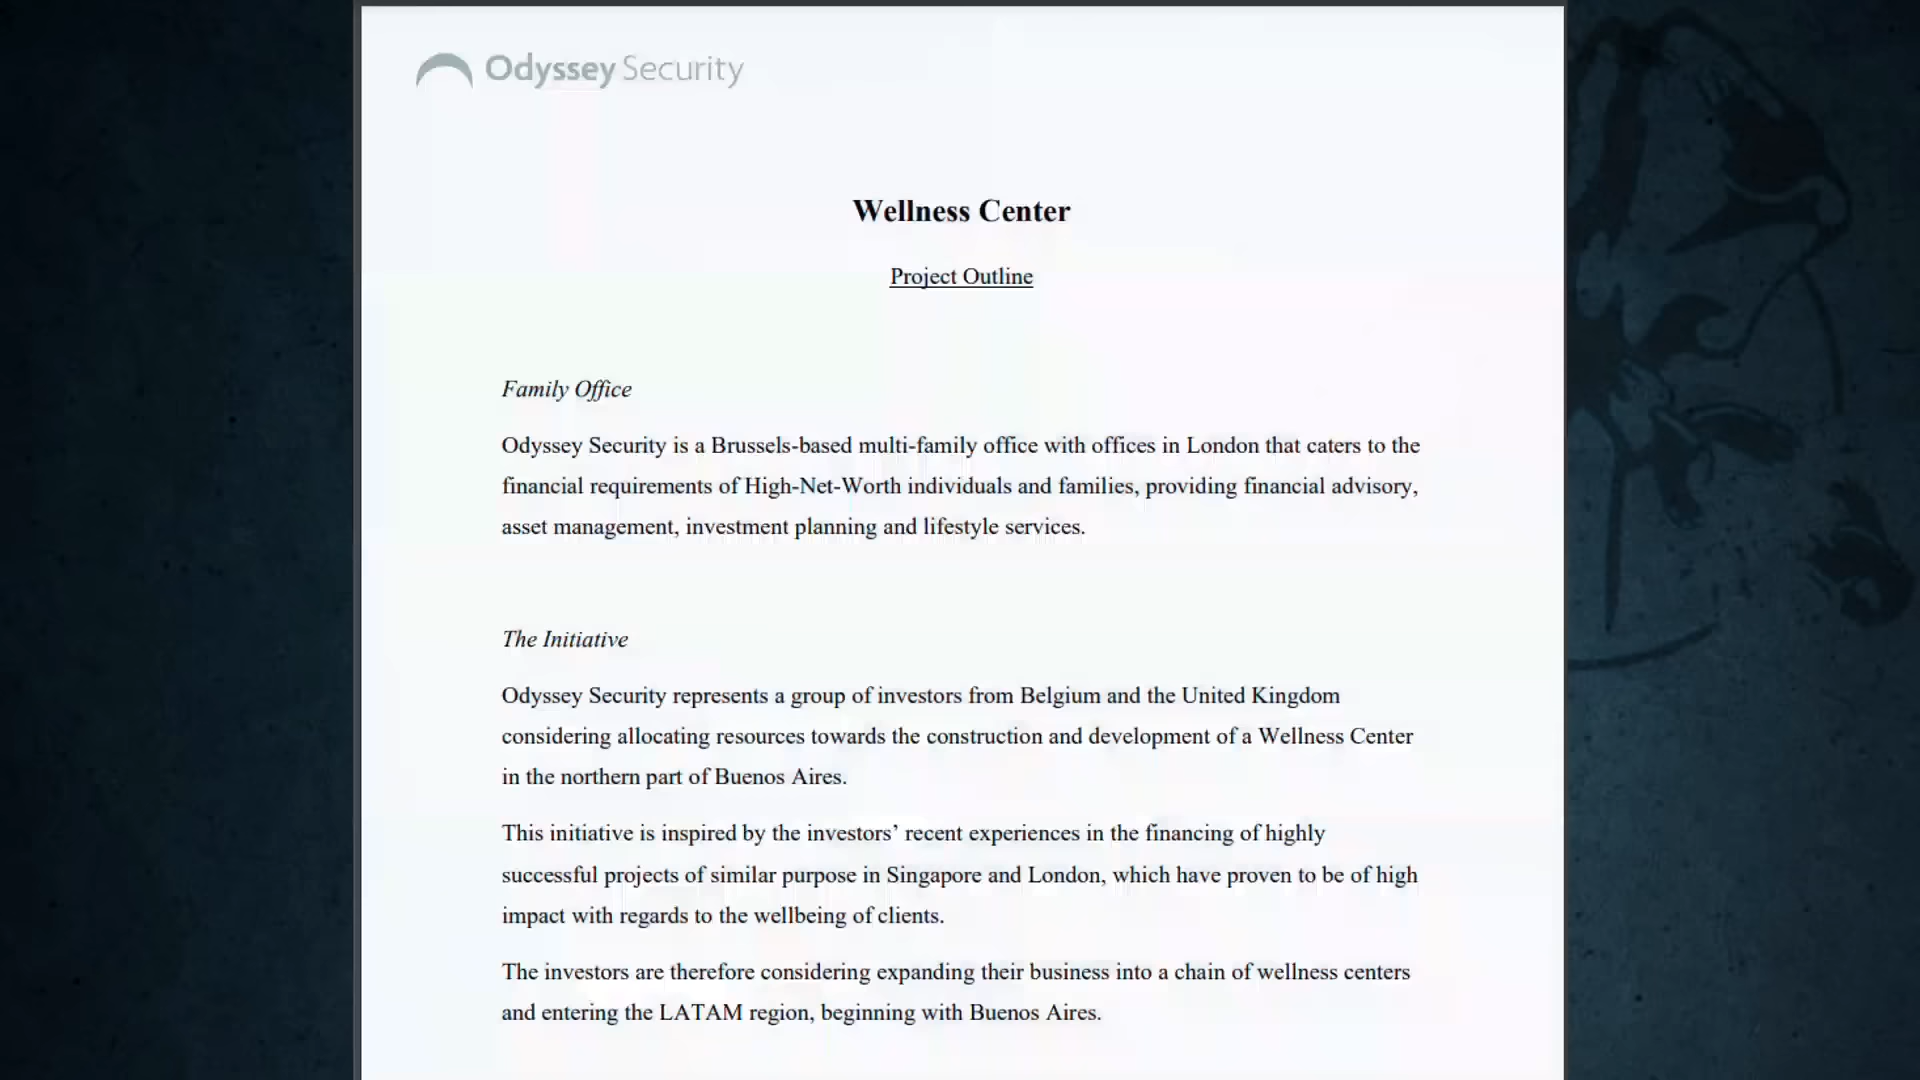 Odyssey Security
Wellness Center
Project Outline
Family Office
Odyssey Security is a Brussels-based multi-family office with offices in London that caters to the
financial requirements of High-Net-Worth individuals and families, providing financial advisory,
asset management, investment planning and lifestyle services.
The Initiative
Odyssey Security represents a group of investors from Belgium and the United Kingdom
considering allocating resources towards the construction and development of a Wellness Center
in the northern part of Buenos Aires.
This initiative is inspired by the investors’ recent experiences in the financing of highly
successful projects of similar purpose in Singapore and London, which have proven to be of high
impact with regards to the wellbeing of clients.
The investors are therefore considering expanding their business into a chain of wellness centers
and entering the LATAM region, beginning with Buenos Aires.